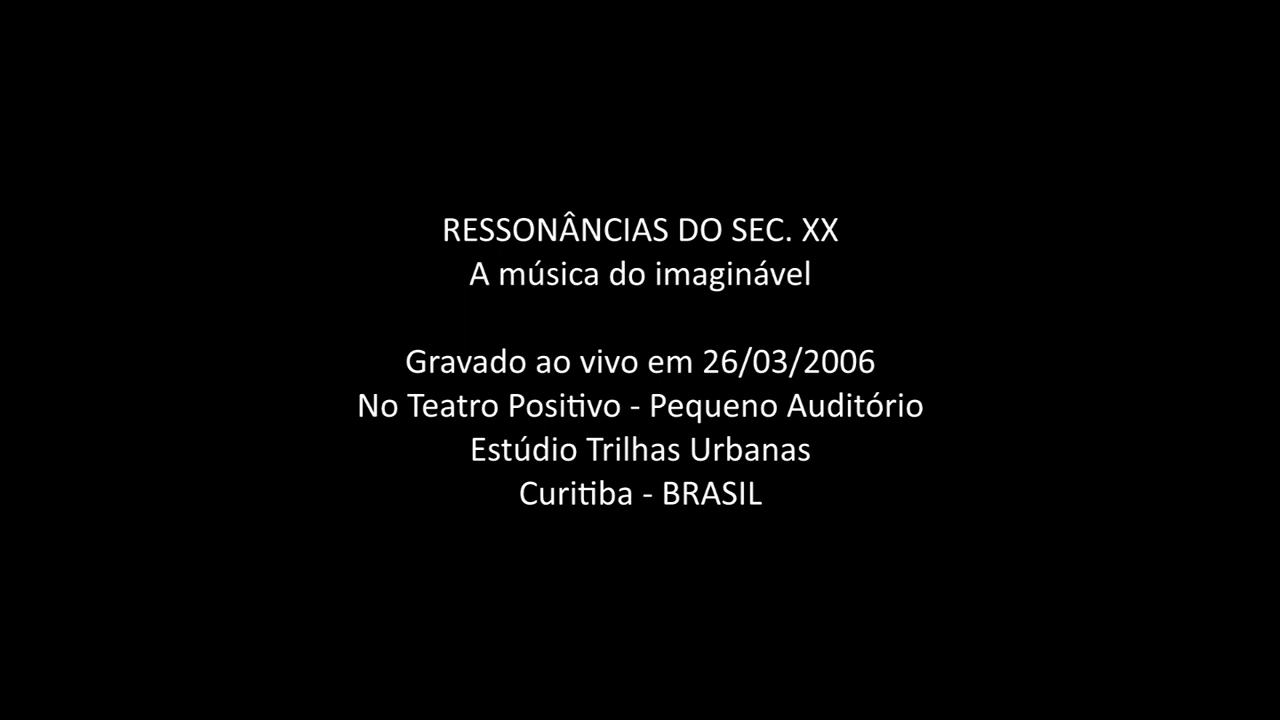 RESSONÂNCIAS DO SEC. XX
A música do imaginável
Gravado ao vivo em 26/03/2006
No Teatro Positivo - Pequeno Auditório
Estúdio Trilhas Urbanas
Curitiba - BRASIL